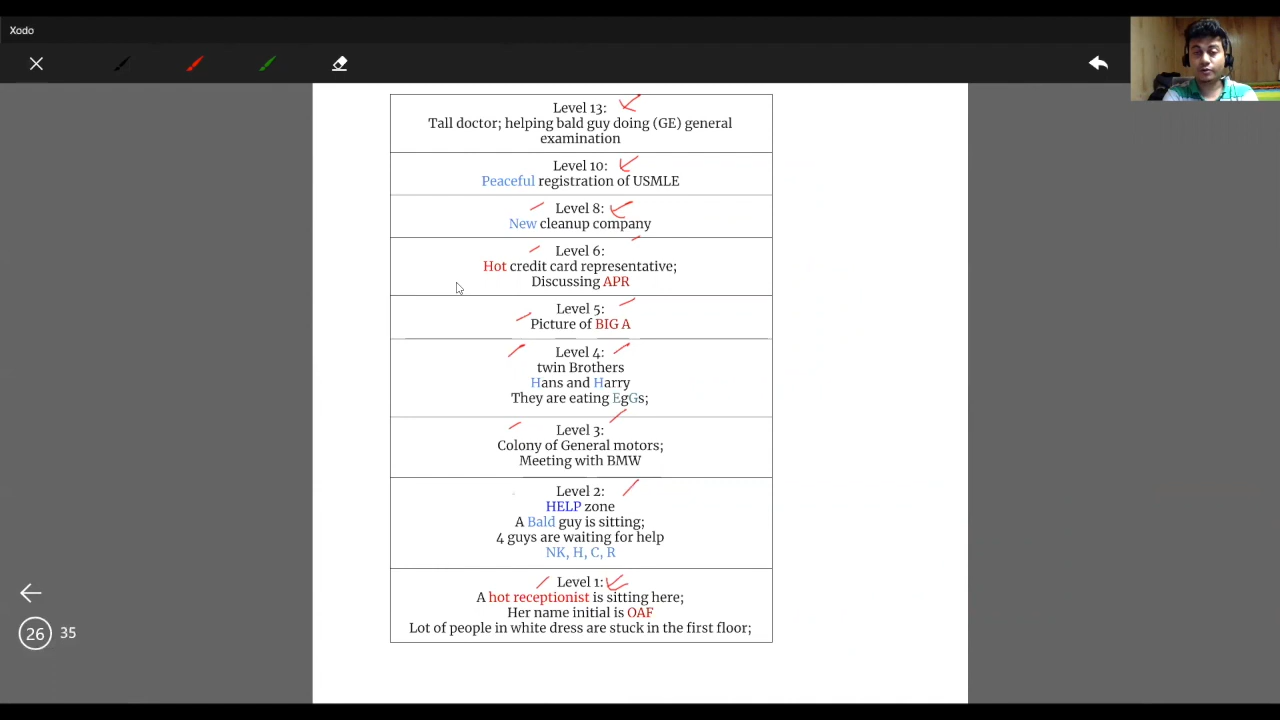 Xodo
Level 13:
Tall doctor; helping bald guy doing (GE) general
examination
Level 10:
Peaceful registration of USMLE
Level 8:
New cleanup company
Level 6:
Hot credit card representative;
Discussing APR
Level 5:
Picture of BIG A
Level 4:
twin Brothers
Hans and Harry
They are eating EgGs;
Level 3:
Colony of General motors;
Meeting with BMW
Level 2:
HELP zone
A Bald guy is sitting;
4 guys are waiting for help
NK, H, C, R
Level 1:
A hot receptionist is sitting here;
Her name initial is OAF
Lot of people in white dress are stuck in the first floor;
26 35